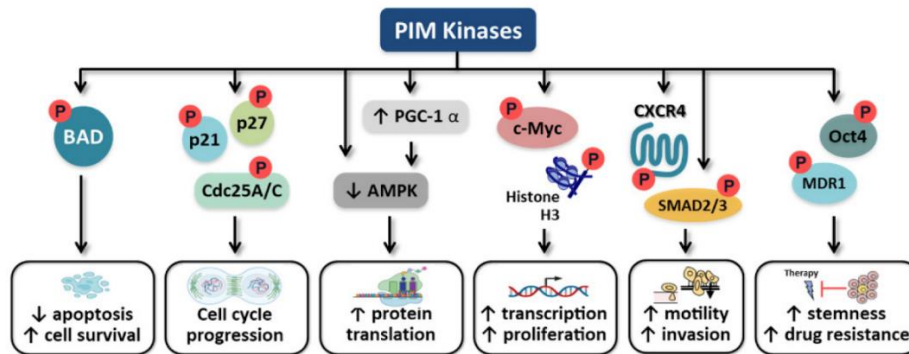 PIM Kinases
P
BAD
P
p21
P
p27
P
Cdc25A/C
↑ PGC-1 α
↓ AMPK
P
c-Myc
P
Histone
H3
CXCR4
P
P
SMAD2/3
P
Oct4
P
MDR1
↓ apoptosis
↑ cell survival
Cell cycle
progression
↑ protein
translation
↑ transcription
↑ proliferation
↑ motility
↑ invasion
Therapy
↑ stemness
↑ drug resistance